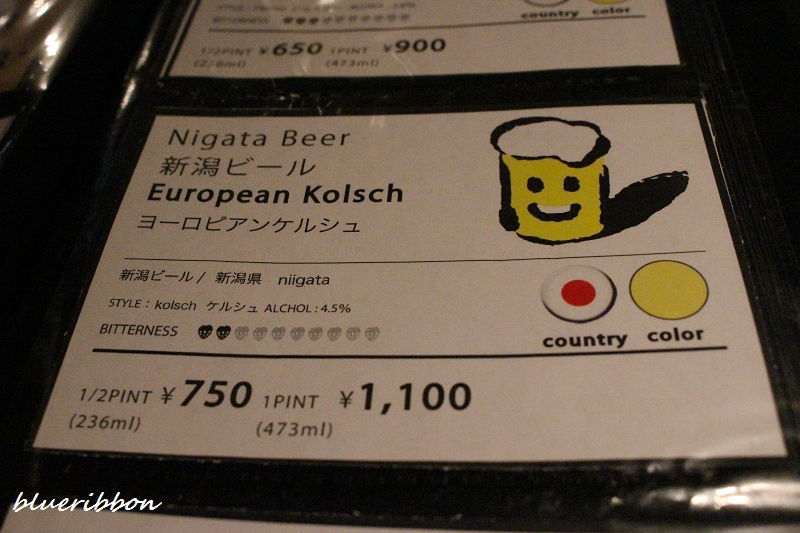 BITTERNESS
country color
1/2PINT ¥650 1PINT ¥900
(473ml)
Nigata Beer
新潟ビール
European Kolsch
ヨーロピアンケルシュ
新潟ビール / 新潟県 niigata
STYLE : kolsch ケルシュ ALCHOL : 4.5%
BITTERNESS
country color
1/2PINT ¥750 1PINT ¥1,100
(236ml) (473ml)
blueribbon